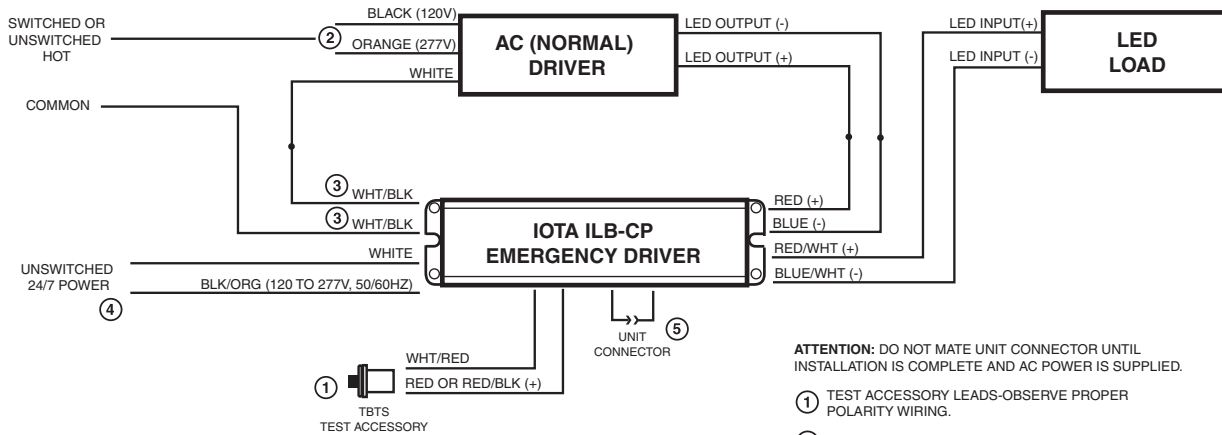 SWITCHED OR
UNSWITCHED
HOT
2
BLACK (120V)
ORANGE (277V)
WHITE
AC (NORMAL)
DRIVER
LED OUTPUT (-)
LED OUTPUT (+)
LED INPUT(+)
LED INPUT (-)
LED
LOAD
COMMON
3
WHT/BLK
3
WHT/BLK
WHITE
UNSWITCHED
24/7 POWER
4
BLK/ORG (120 TO 277V, 50/60HZ)
IOTA ILB-CP
EMERGENCY DRIVER
RED (+)
BLUE (-)
RED/WHT (+)
BLUE/WHT (-)
5
UNIT
CONNECTOR
WHT/RED
RED OR RED/BLK (+)
1
TBTS
TEST ACCESSORY
ATTENTION: DO NOT MATE UNIT CONNECTOR UNTIL
INSTALLATION IS COMPLETE AND AC POWER IS SUPPLIED.
1 TEST ACCESSORY LEADS-OBSERVE PROPER
POLARITY WIRING.